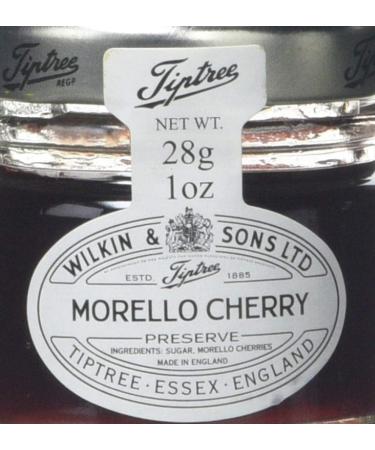 Tiptree
REGD
Tiptree
NET WT.
28g
1oz
WILKIN & SONS LTD
ESTD. Tiptree 1885
MORELLO CHERRY
PRESERVE
INGREDIENTS: SUGAR, MORELLO CHERRIES
MADE IN ENGLAND
TIPTREE · ESSEX · ENGLAND